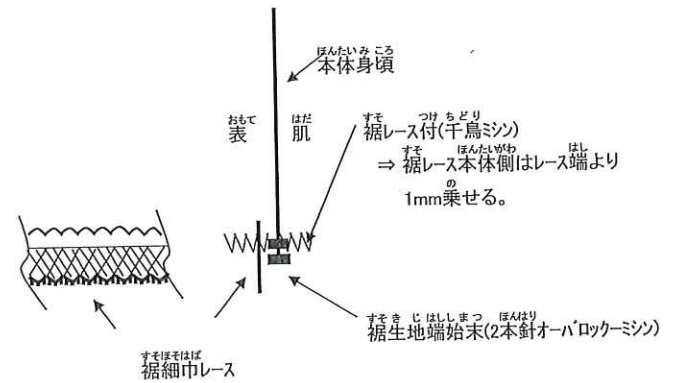 本体身頃
表 肌
裾レース付(千鳥ミシン)
⇒ 裾レース本体側はレース端より
1mm乗せる。
裾生地端始末(2本針オーバロックーミシン)
裾細巾レース